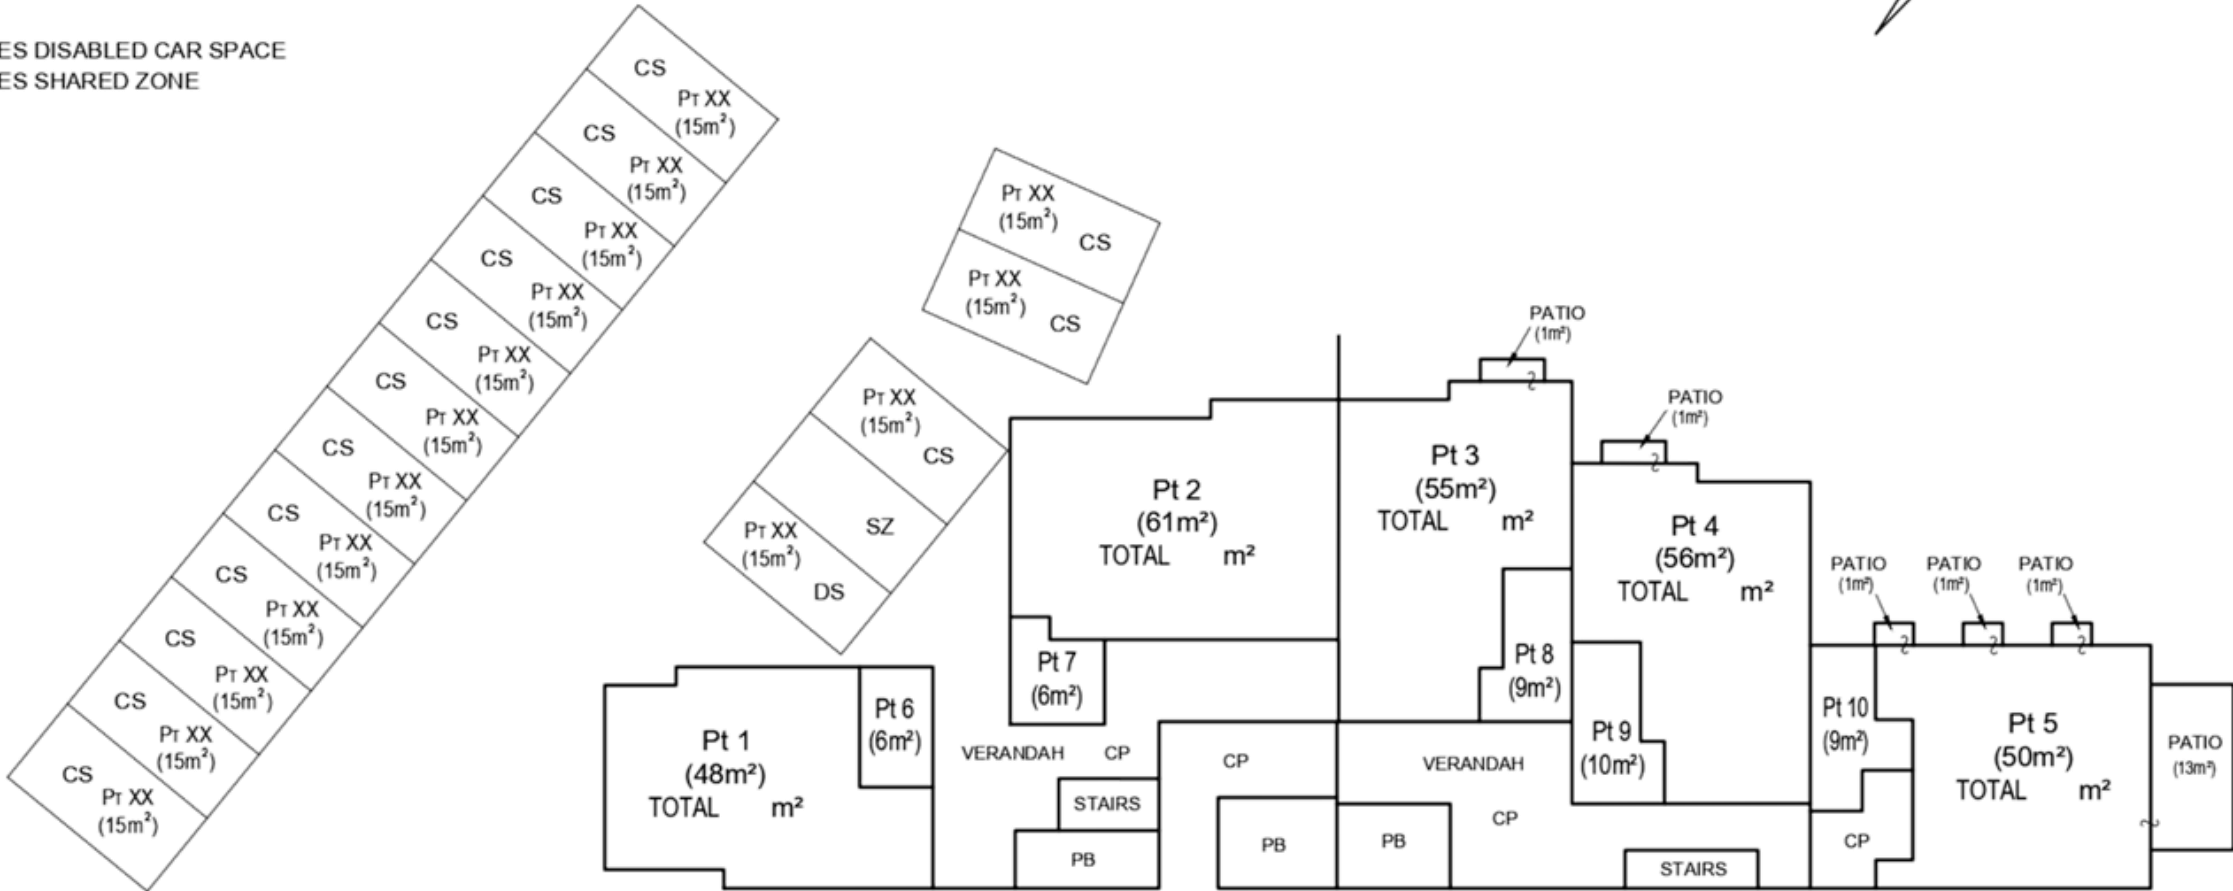 ES DISABLED CAR SPACE
ES SHARED ZONE
CS
PT XX
(15m²)
CS
PT XX
(15m²)
CS
PT XX
(15m²)
CS
PT XX
(15m²)
CS
PT XX
(15m²)
CS
PT XX
(15m²)
CS
PT XX
(15m²)
CS
PT XX
(15m²)
CS
PT XX
(15m²)
CS
PT XX
(15m²)
CS
PT XX
(15m²)
CS
PT XX
(15m²)
PT XX
(15m²)
CS
PT XX
(15m²)
CS
PT XX
(15m²)
CS
SZ
PT XX
(15m²)
DS
Pt 1
(48m²)
TOTAL m²
Pt 6
(6m²)
Pt 2
(61m²)
TOTAL m²
Pt 7
(6m²)
VERANDAH CP
STAIRS
PB
CP
PB
PATIO
(1m²)
Pt 3
(55m²)
TOTAL m²
Pt 8
(9m²)
VERANDAH
CP
PB
STAIRS
PATIO
(1m²)
Pt 4
(56m²)
TOTAL m²
Pt 9
(10m²)
PATIO
(1m²)
PATIO
(1m²)
PATIO
(1m²)
Pt 10
(9m²)
CP
Pt 5
(50m²)
TOTAL m²
PATIO
(13m²)